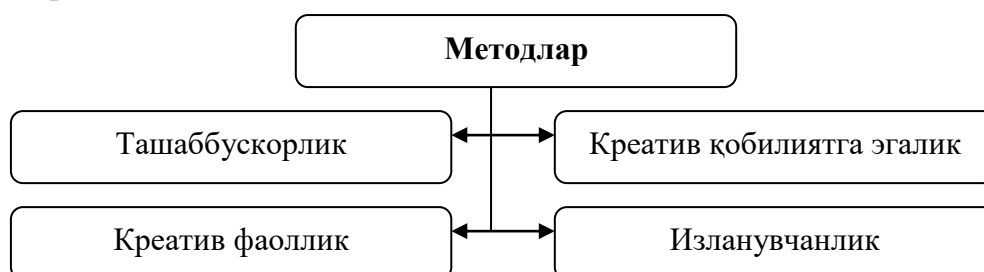 Методлар
Ташаббускорлик
Креатив қобилиятга эгалик
Креатив фаоллик
Изланувчанлик